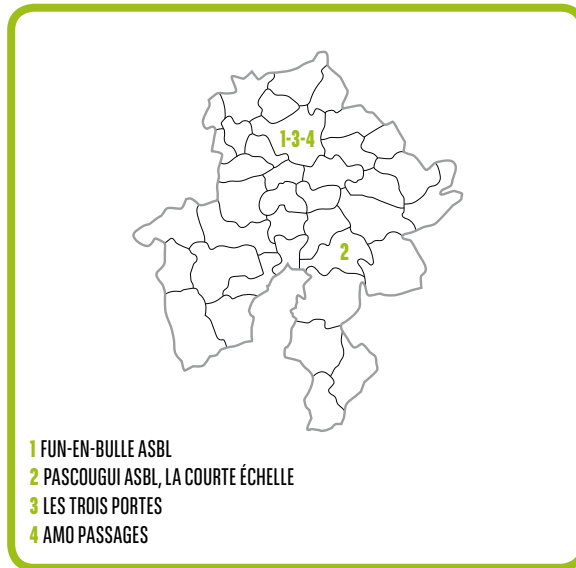 1-3-4
2
1 FUN-EN-BULLE ASBL
2 PASCOUGUI ASBL, LA COURTE ÉCHELLE
3 LES TROIS PORTES
4 AMO PASSAGES